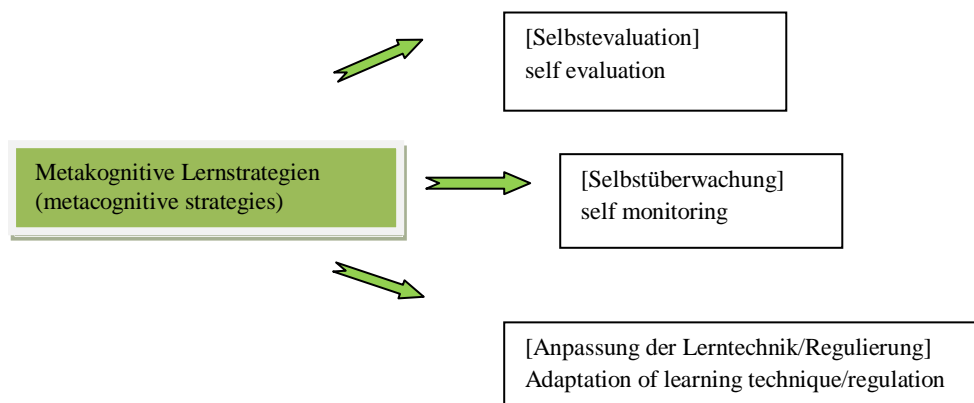 [Selbstevaluation]
self evaluation
Metakognitive Lernstrategien
(metacognitive strategies)
[Selbstüberwachung]
self monitoring
[Anpassung der Lerntechnik/Regulierung]
Adaptation of learning technique/regulation